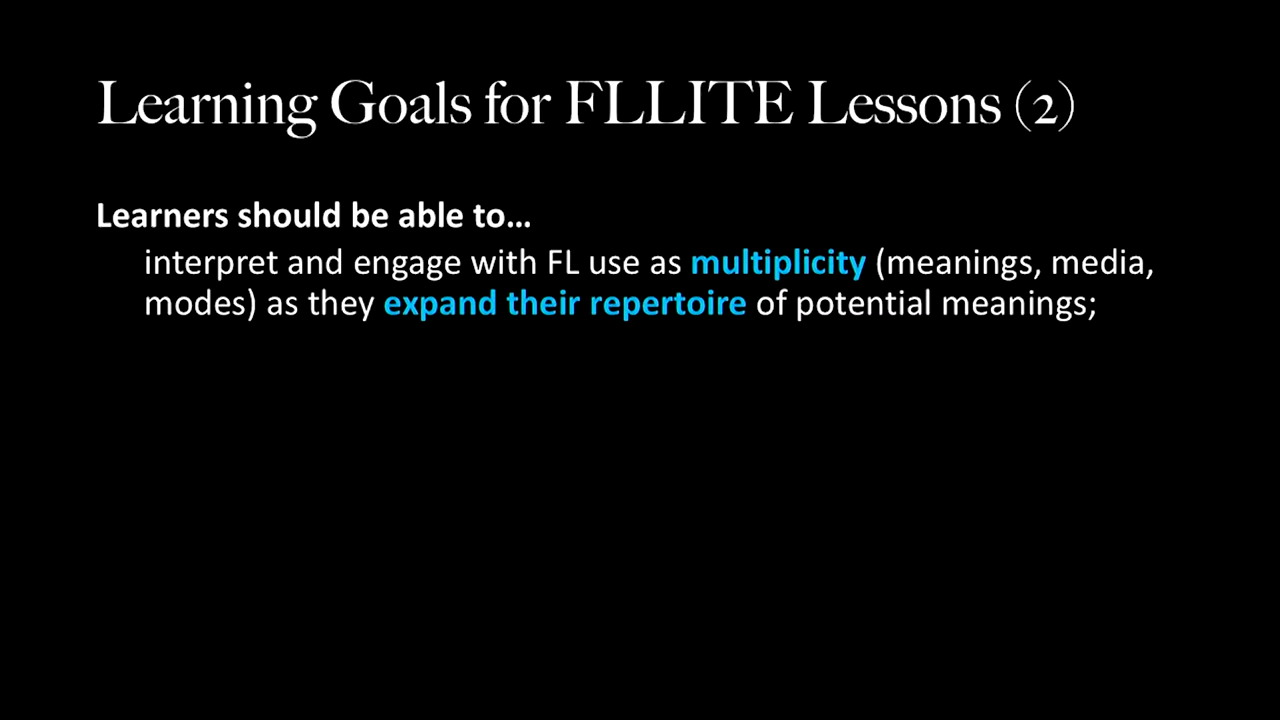 Learning Goals for FLLITE Lessons (2)
Learners should be able to…
interpret and engage with FL use as multiplicity (meanings, media,
modes) as they expand their repertoire of potential meanings;